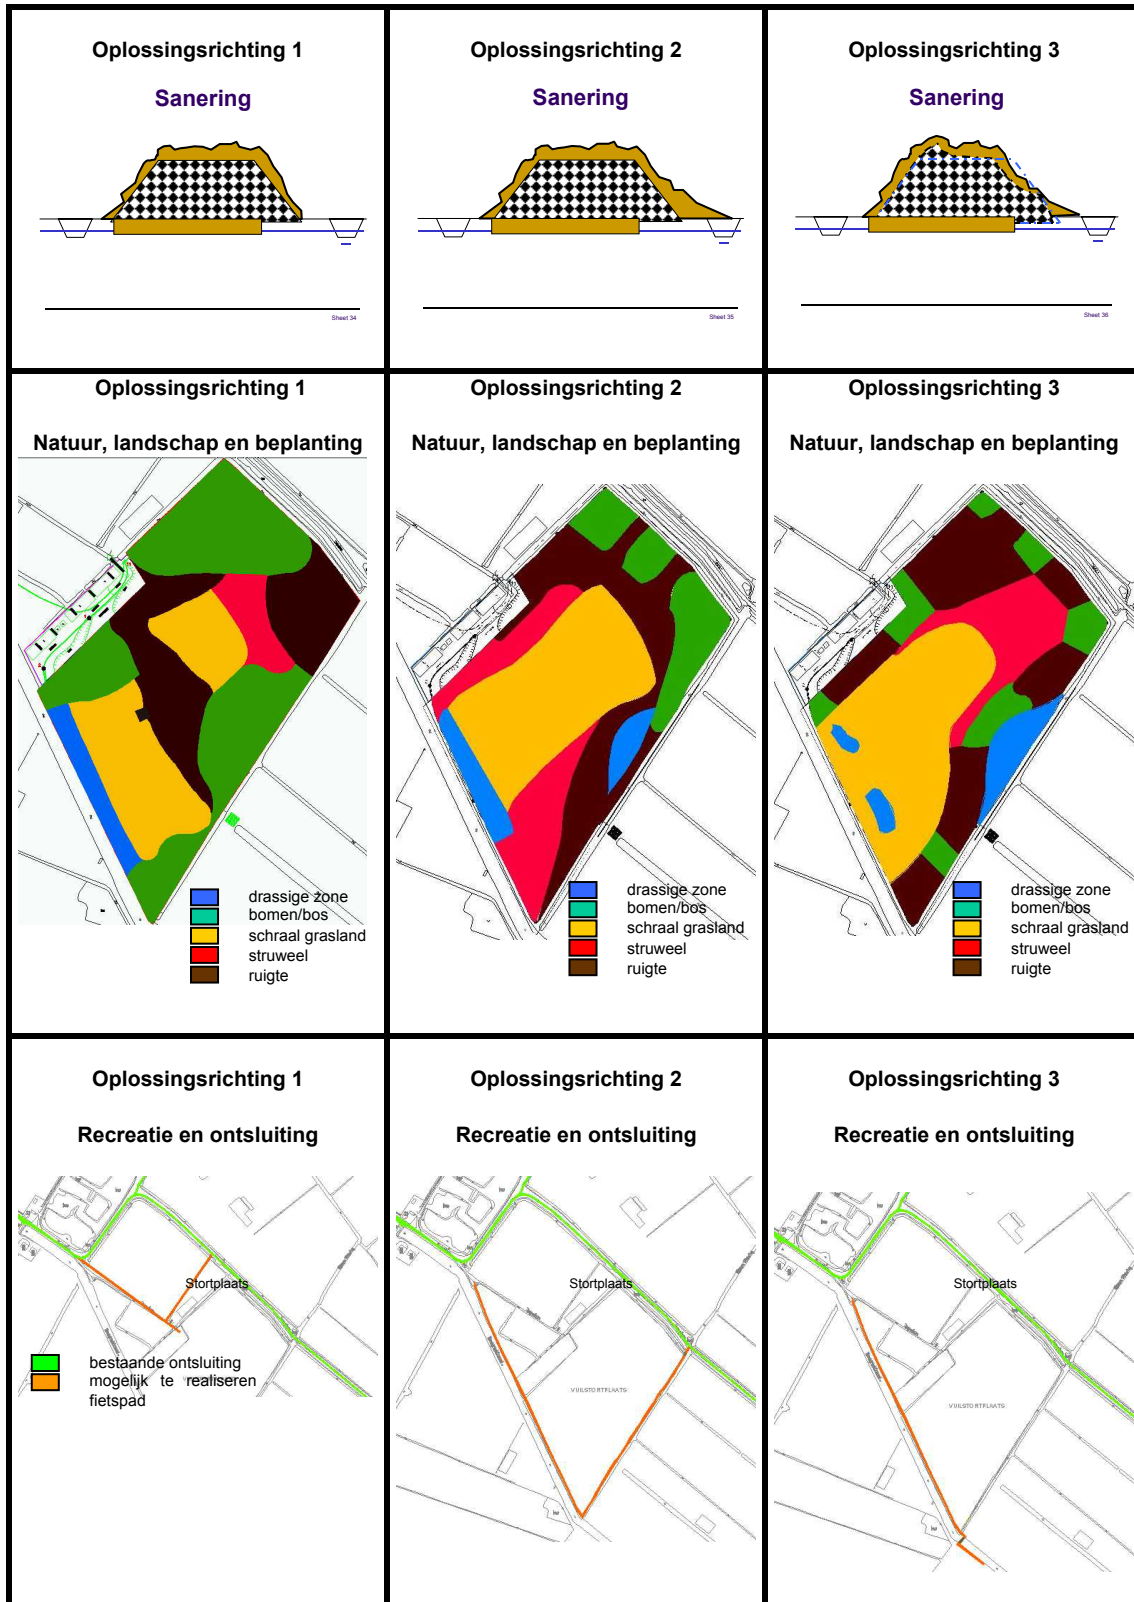 Oplossingsrichting 1
Sanering
Sheet 34
Oplossingsrichting 2
Sanering
Sheet 35
Oplossingsrichting 3
Sanering
Sheet 36
Oplossingsrichting 1
Natuur, landschap en beplanting
drassige zone
bomen/bos
schraal grasland
struweel
ruigte
Oplossingsrichting 2
Natuur, landschap en beplanting
drassige zone
bomen/bos
schraal grasland
struweel
ruigte
Oplossingsrichting 3
Natuur, landschap en beplanting
drassige zone
bomen/bos
schraal grasland
struweel
ruigte
Oplossingsrichting 1
Recreatie en ontsluiting
Stortplaats
bestaande ontsluiting
mogelijk te realiseren
fietspad
Oplossingsrichting 2
Recreatie en ontsluiting
Stortplaats
VUILSTORTPLAATS
Oplossingsrichting 3
Recreatie en ontsluiting
Stortplaats
VUILSTORTPLAATS